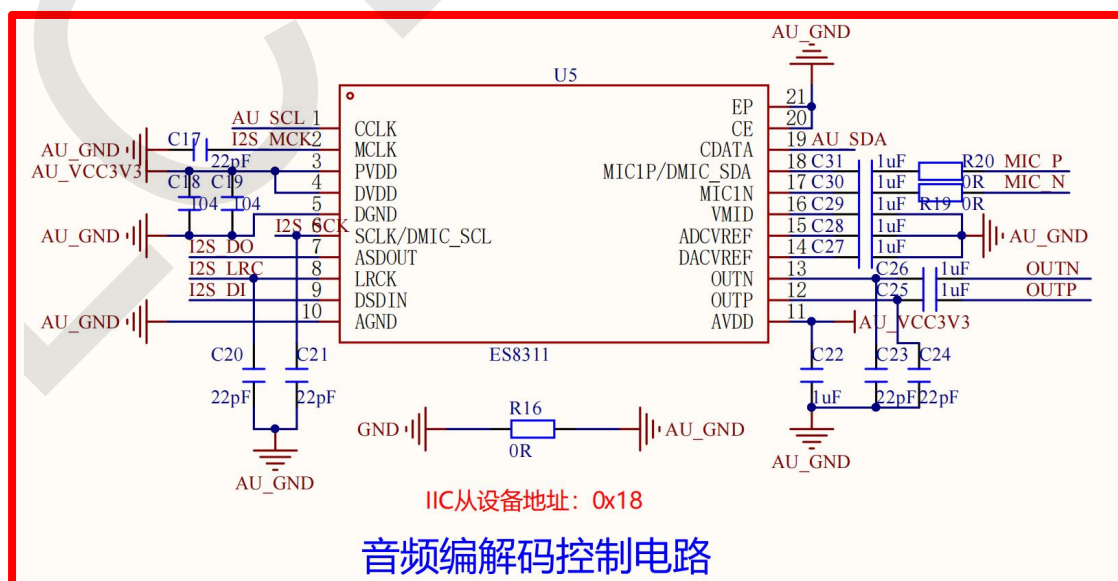 AU_GND
U5
AU_SCL 1 CCLK
C17 22pF I2S_MCK 2 MCLK
AU_GND
AU_VCC3V3 3 PVDD
C18 104 C19 104 4 DVDD
5 DGND
AU_GND I2S_SCK 6 SCLK/DMIC_SCL
I2S_DO 7 ASDOUT
I2S_LRC 8 LRCK
I2S_DI 9 DSDIN
AU_GND 10 AGND
EP 21
CE 20
CDATA 19 AU_SDA
MIC1P/DMIC_SDA 18 C31 1uF R20 MIC_P
MIC1N 17 C30 1uF 0R MIC_N
VMID 16 C29 1uF R19 0R
ADCVREF 15 C28 1uF AU_GND
DACVREF 14 C27 1uF
OUTN 13 C26 1uF OUTN
OUTP 12 C25 1uF OUTP
AVDD 11 AU_VCC3V3
ES8311
C20 C21
22pF 22pF
AU_GND
C22 C23 C24
1uF 22pF 22pF
AU_GND
GND R16 AU_GND
0R
IIC从设备地址：0x18
音频编解码控制电路